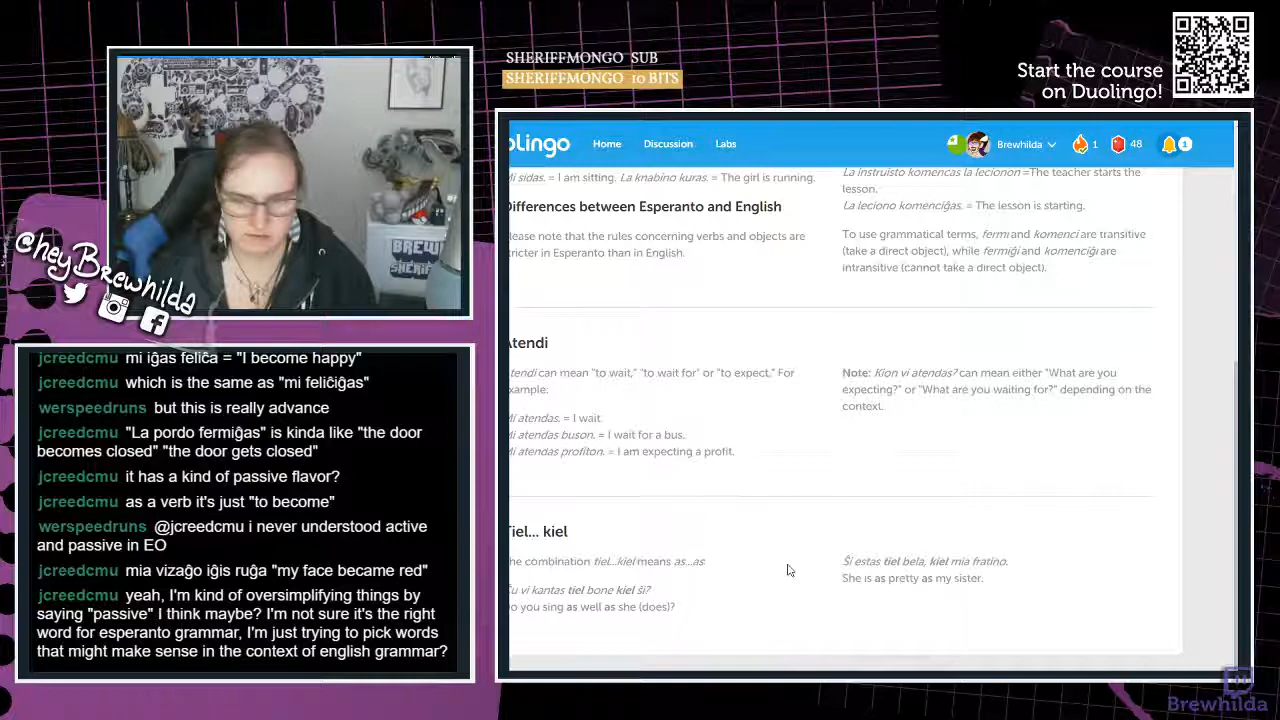 SHERIFFMONGO SUB
SHERIFFMONGO 10 BITS
Start the course
on Duolingo!
@heyBrewhilda
BREW
SHERIF
jcreedcmu mi iĝas feliĉa = "I become happy"
jcreedcmu which is the same as "mi feliĉiĝas"
werspeedruns but this is really advance
jcreedcmu "La pordo fermiĝas" is kinda like "the door
becomes closed" "the door gets closed"
jcreedcmu it has a kind of passive flavor?
jcreedcmu as a verb it's just "to become"
werspeedruns @jcreedcmu i never understood active
and passive in EO
jcreedcmu mia vizaĝo iĝis ruĝa "my face became red"
jcreedcmu yeah, I'm kind of oversimplifying things by
saying "passive" I think maybe? I'm not sure it's the right
word for esperanto grammar, I'm just trying to pick words
that might make sense in the context of english grammar?
olingo Home Discussion Labs Brewhilda 1 48 1
Mi sidas. = I am sitting. La knabino kuras. = The girl is running.
Differences between Esperanto and English
lease note that the rules concerning verbs and objects are
tricter in Esperanto than in English.
La instruisto komencas la lecionon =The teacher starts the
lesson.
La leciono komenciĝas. = The lesson is starting.
To use grammatical terms, fermi and komenci are transitive
(take a direct object), while fermiĝi and komenciĝi are
intransitive (cannot take a direct object).
Atendi
tendi can mean "to wait," "to wait for" or "to expect." For
xample:
Mi atendas. = I wait.
Mi atendas buson. = I wait for a bus.
Mi atendas profiton. = I am expecting a profit.
Note: Kion vi atendas? can mean either "What are you
expecting?" or "What are you waiting for?" depending on the
context.
Tiel... kiel
he combination tiel...kiel means as...as
Ĉu vi kantas tiel bone kiel ŝi?
o you sing as well as she (does)?
Ŝi estas tiel bela, kiel mia fratino.
She is as pretty as my sister.
Brewhilda